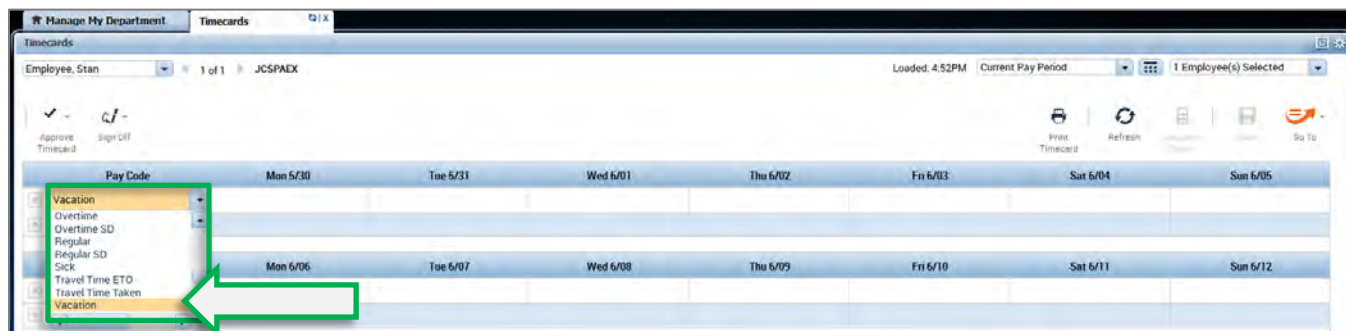 Manage My Department Timecards
Timecards
Employee, Stan 1 of 1 JCSPAEX Loaded: 4:52PM Current Pay Period 1 Employee(s) Selected
Approve Timecard Sign Off Print Timecard Refresh Go To
Pay Code Mon 5/30 Tue 5/31 Wed 6/01 Thu 6/02 Fri 6/03 Sat 6/04 Sun 6/05
Vacation
Overtime
Overtime SD
Regular
Regular SD
Sick
Travel Time ETO
Travel Time Taken
Vacation
Mon 6/06 Tue 6/07 Wed 6/08 Thu 6/09 Fri 6/10 Sat 6/11 Sun 6/12